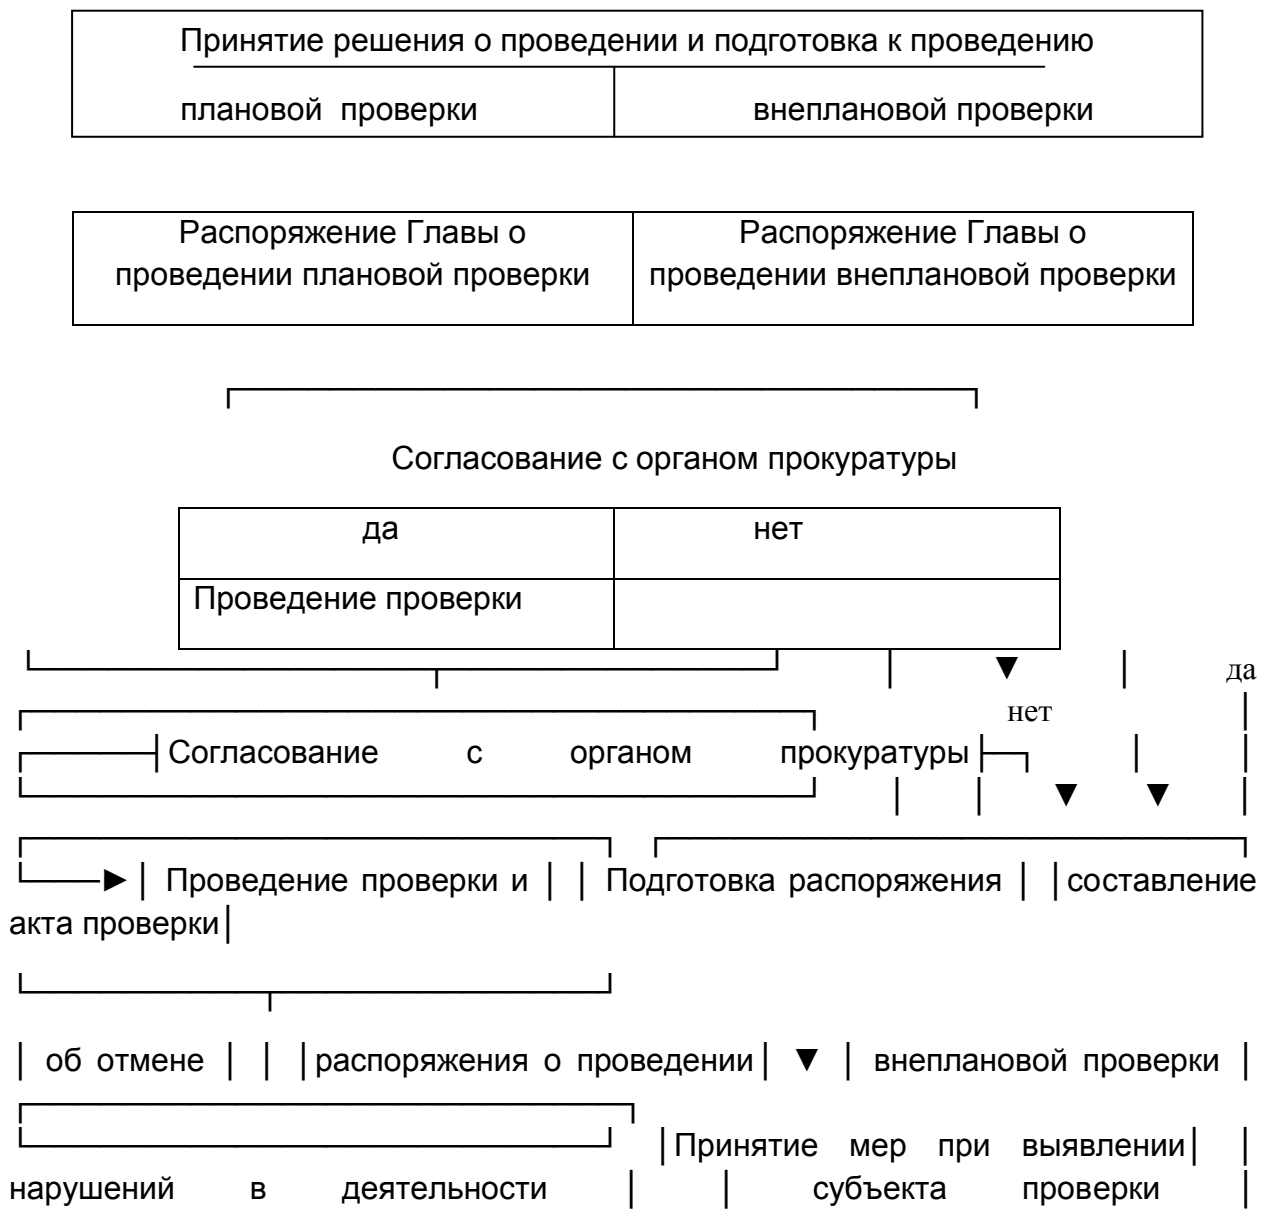 Принятие решения о проведении и подготовка к проведению
плановой проверки внеплановой проверки
Распоряжение Главы о
проведении плановой проверки
Распоряжение Главы о
проведении внеплановой проверки
Согласование с органом прокуратуры
да нет
Проведение проверки
да
нет
Согласование с органом прокуратуры
Проведение проверки и Подготовка распоряжения составление
акта проверки
об отмене распоряжения о проведении внеплановой проверки
Принятие мер при выявлении
нарушений в деятельности субъекта проверки